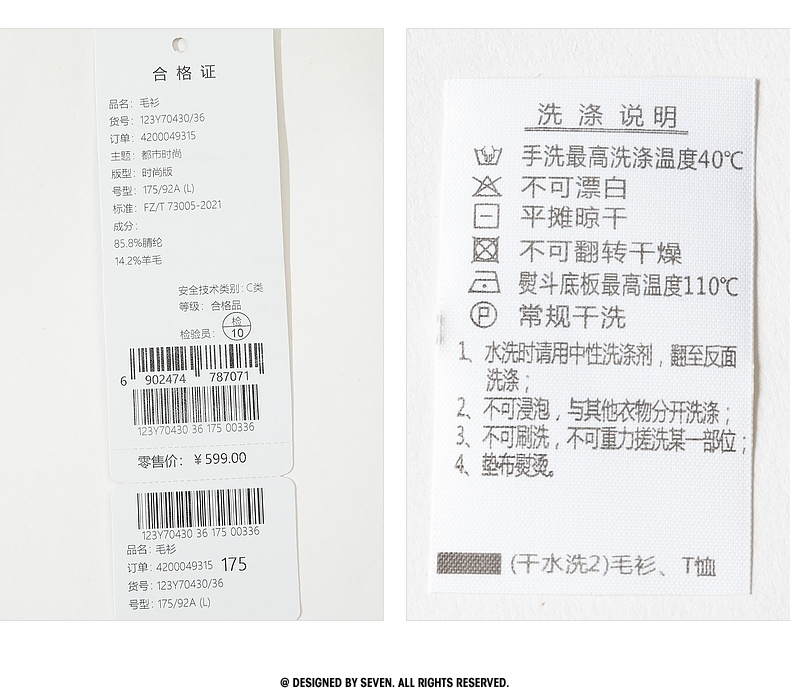 合格证
品名：毛衫
货号：123Y70430/36
订单：4200049315
主题：都市时尚
版型：时尚版
号型：175/92A (L)
标准：FZ/T 73005-2021
成分：
85.8%腈纶
14.2%羊毛
安全技术类别：C类
等级：合格品
检验员：
检
10
6 902474 787071
123Y70430 36 175 00336
零售价：￥599.00
123Y70430 36 175 00336
品名：毛衫
订单：4200049315 175
货号：123Y70430/36
号型：175/92A (L)
洗涤说明
手洗最高洗涤温度40℃
不可漂白
平摊晾干
不可翻转干燥
熨斗底板最高温度110℃
P 常规干洗
1、水洗时请用中性洗涤剂，翻至反面
洗涤；
2、不可浸泡，与其他衣物分开洗涤；
3、不可刷洗，不可重力搓洗某一部位；
4、垫布熨烫。
(干水洗2)毛衫、T恤
@ DESIGNED BY SEVEN. ALL RIGHTS RESERVED.